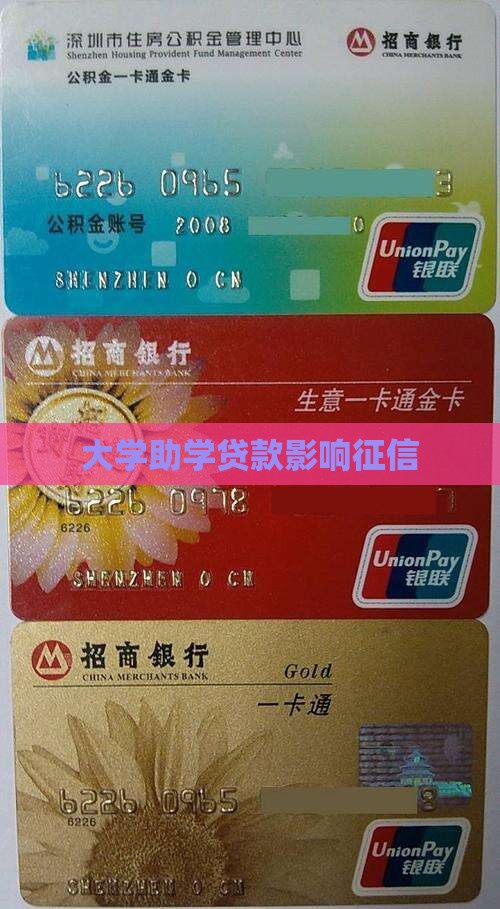 深圳市住房公积金管理中心
Shenzhen Housing Provident Fund Management Center
招商银行
CHINA MERCHANTS BANK
公积金一卡通金卡
6226 0965 3
公积金账号 2008 0
UnionPay
银联
SHENZHEN O CN
招商银行
CHINA MERCHANTS BANK
生意一卡通金卡
大学助学贷款影响征信
6226 0978 7
6226
UnionPay
银联
SHENZHEN O CN
招商銀行
CHINA MERCHANTS BANK
Gold
一卡通
6226 0965 8
6226
UnionPay
银联
SHENZHEN O CN